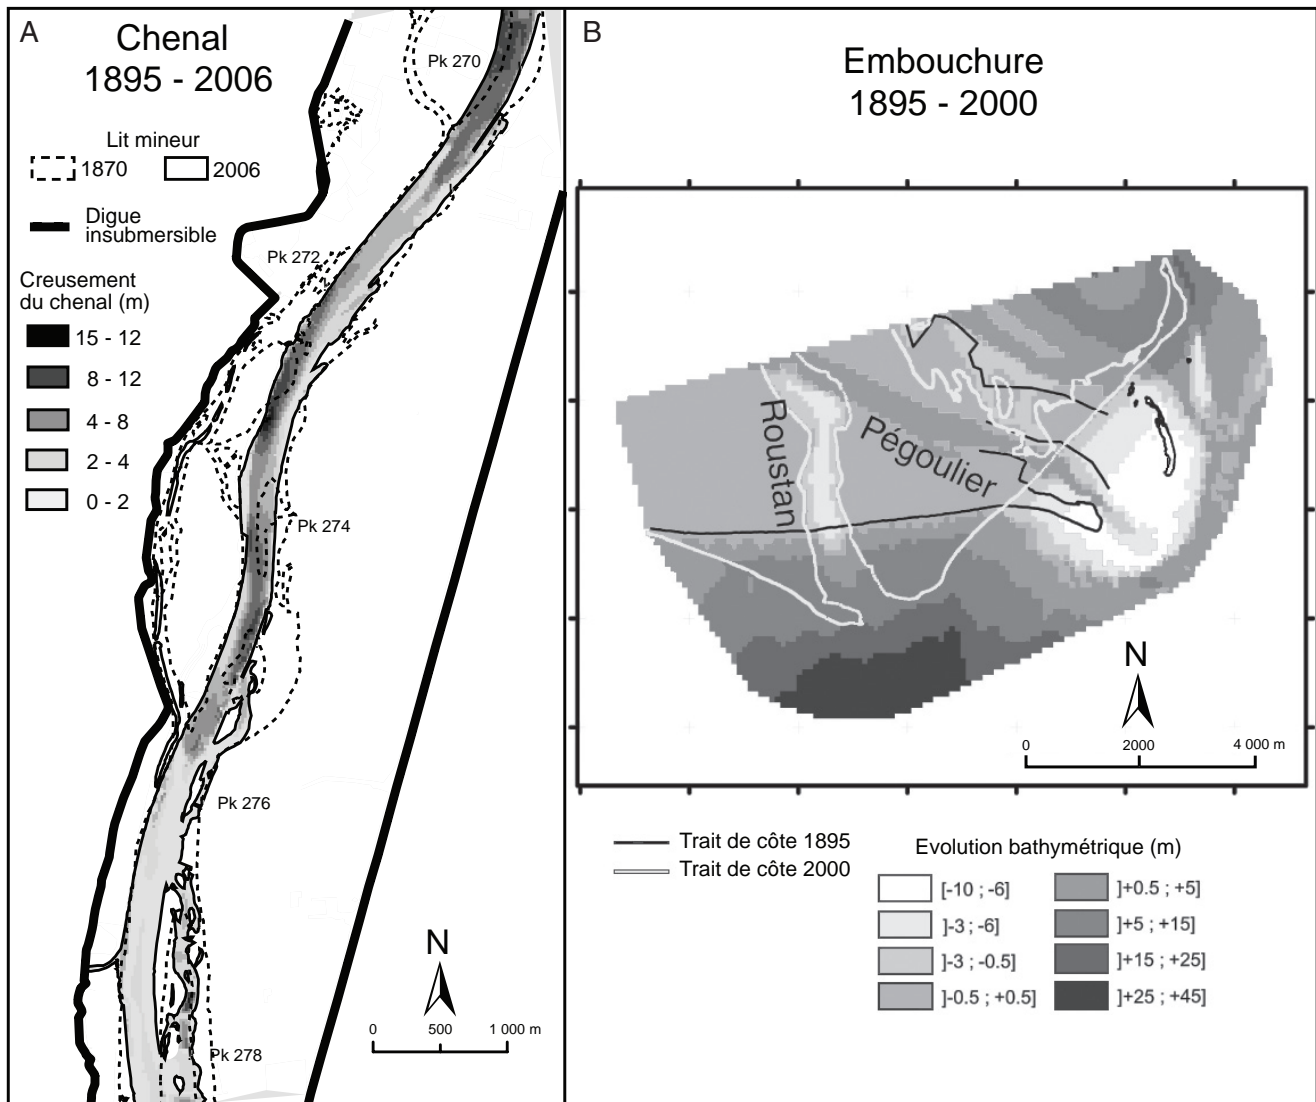 A
Chenal
1895 - 2006
Lit mineur
1870
2006
Digue
insubmersible
Creusement
du chenal (m)
15 - 12
8 - 12
4 - 8
2 - 4
0 - 2
Pk 270
Pk 272
Pk 274
Pk 276
Pk 278
N
0 500 1 000 m
B
Embouchure
1895 - 2000
Roustan
Pégoulier
N
0 2000 4 000 m
Trait de côte 1895
Trait de côte 2000
Evolution bathymétrique (m)
[-10 ; -6]
]-3 ; -6]
]-3 ; -0.5]
]-0.5 ; +0.5]
]+0.5 ; +5]
]+5 ; +15]
]+15 ; +25]
]+25 ; +45]